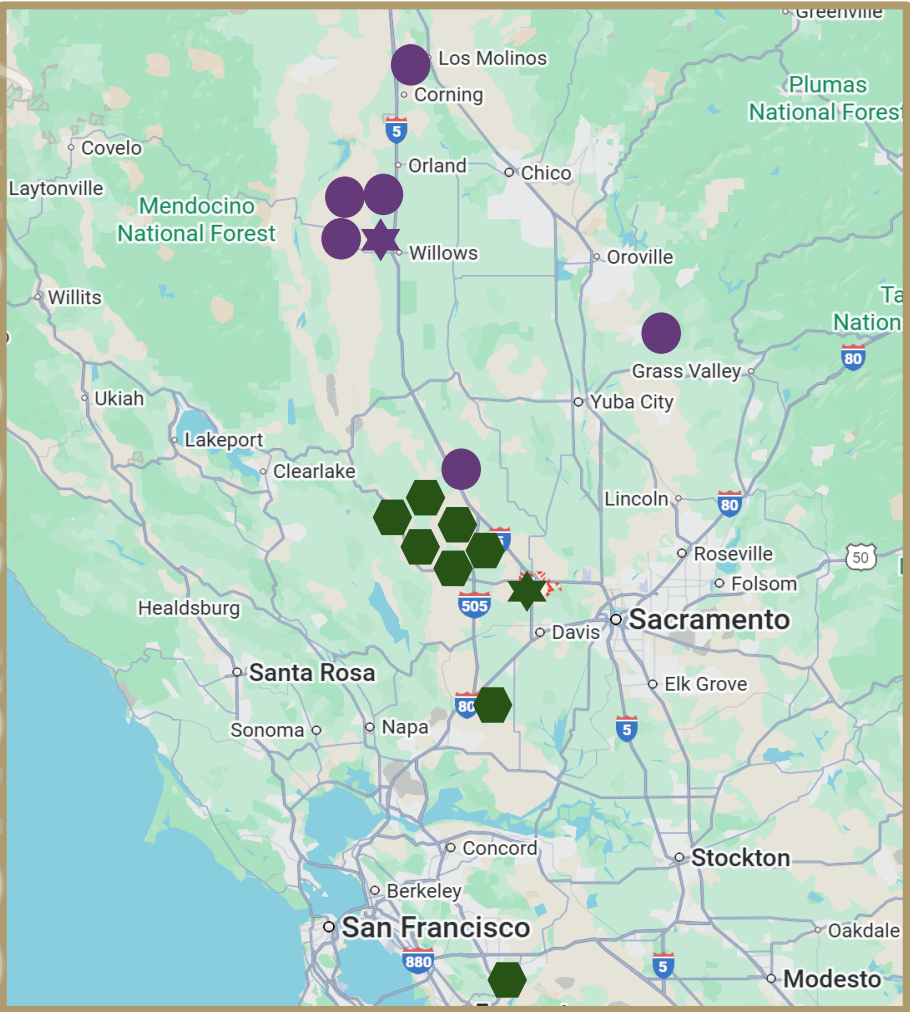 Greenville
Los Molinos
Plumas
National Forest
Corning
5
Covelo
Orland
Chico
Laytonville
Mendocino
National Forest
Willows
Oroville
Willits
Ta
Nation
80
Grass Valley
Ukiah
Yuba City
Lakeport
Clearlake
Lincoln
80
5
Roseville
50
Folsom
505
Healdsburg
Sacramento
Davis
Santa Rosa
Elk Grove
80
Sonoma
Napa
5
Concord
Stockton
Berkeley
San Francisco
Oakdale
880
5
Modesto